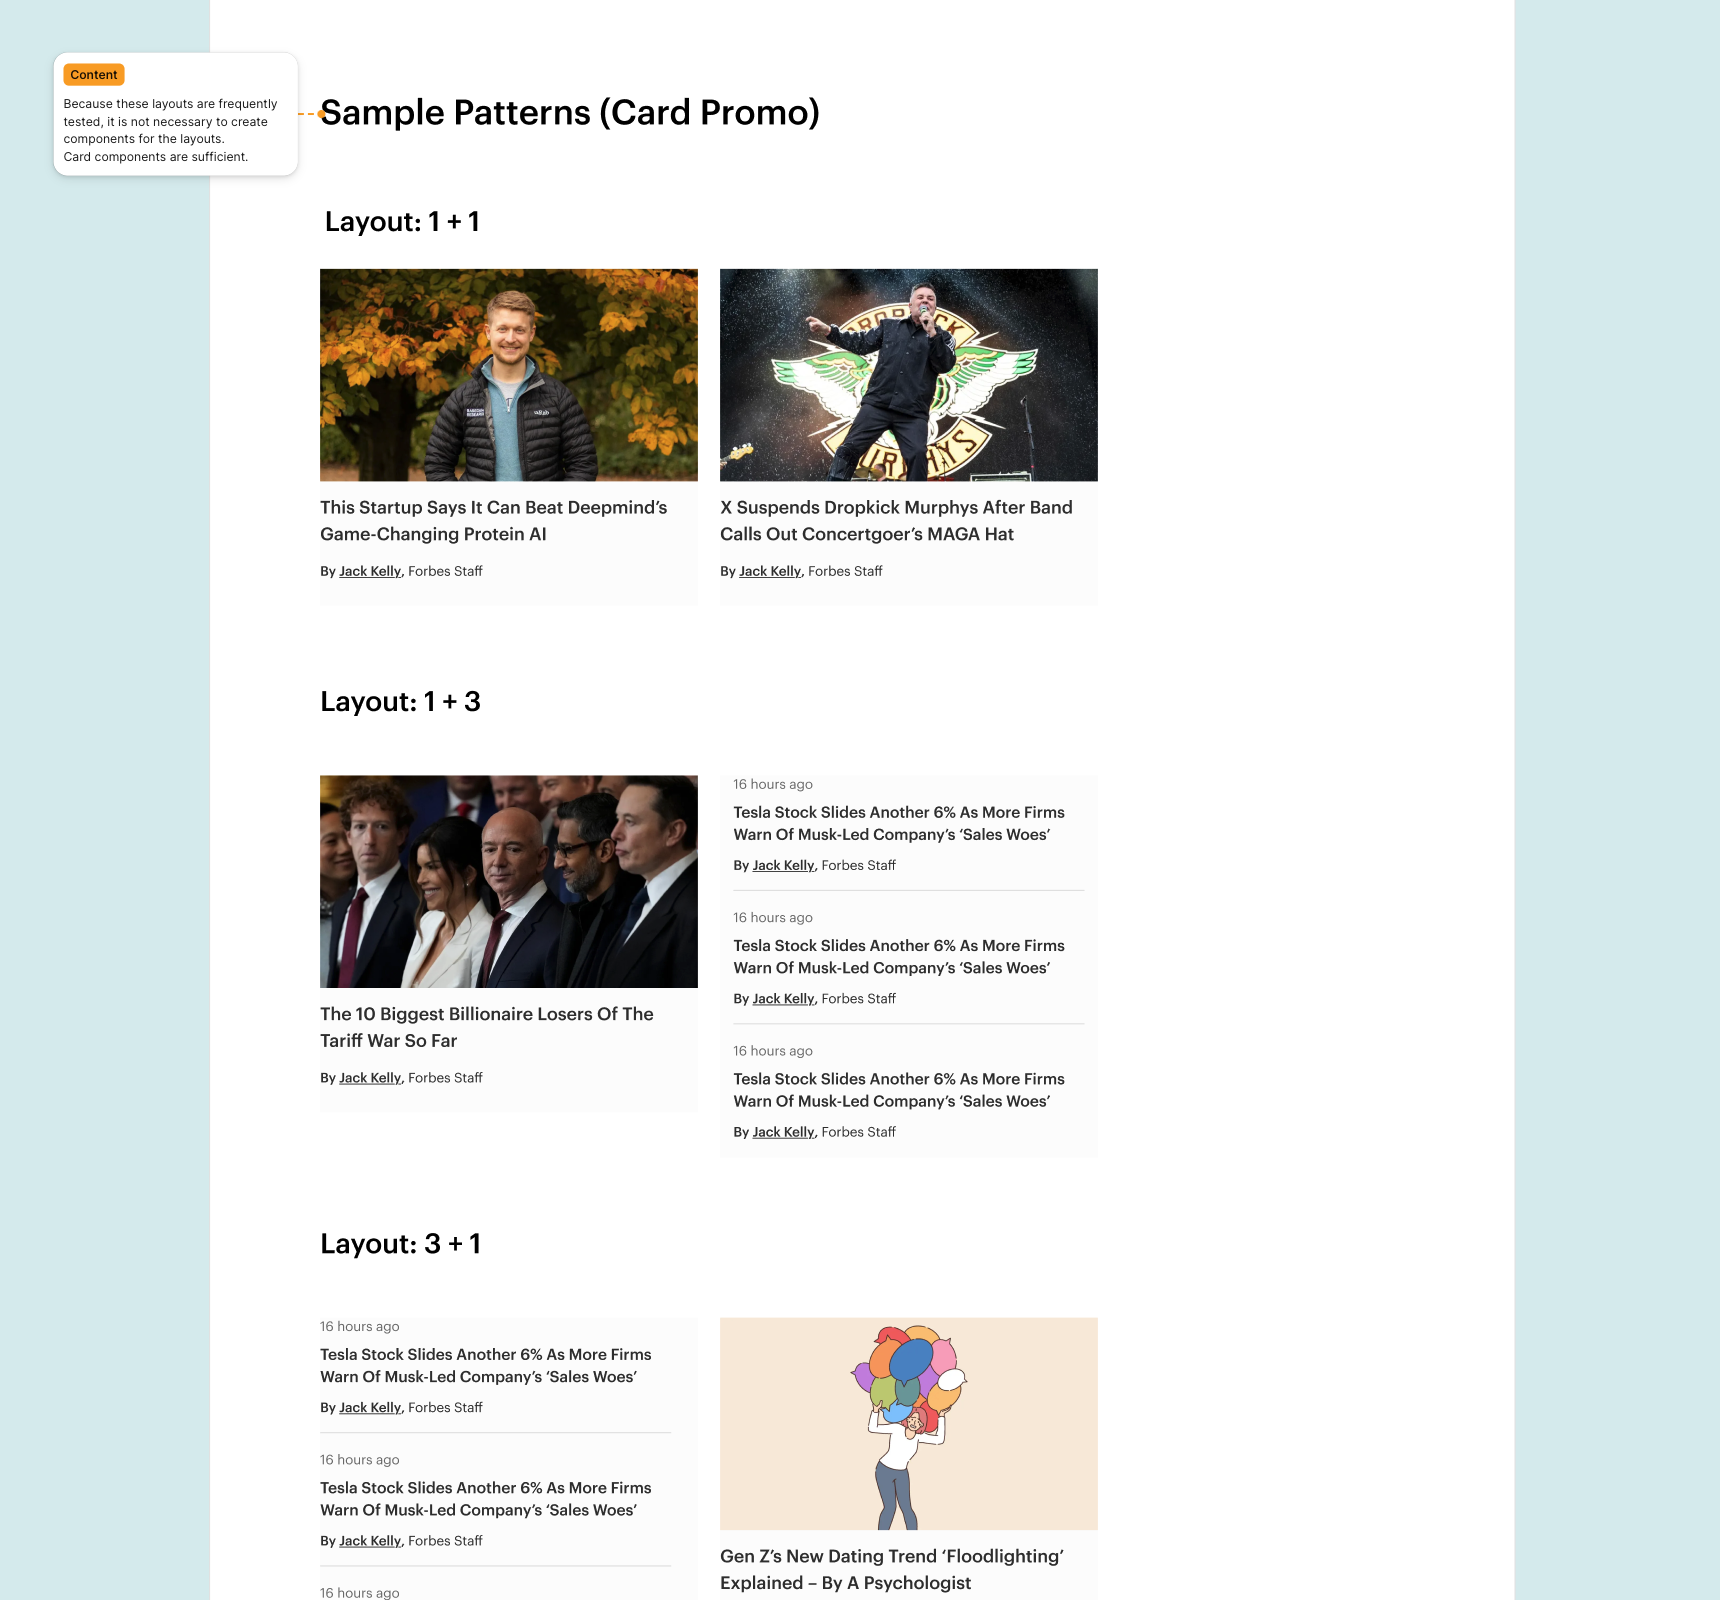 Content
Because these layouts are frequently
tested, it is not necessary to create
components for the layouts.
Card components are sufficient.
Sample Patterns (Card Promo)
Layout: 1 + 1
This Startup Says It Can Beat Deepmind’s
Game-Changing Protein AI
By Jack Kelly, Forbes Staff
X Suspends Dropkick Murphys After Band
Calls Out Concertgoer’s MAGA Hat
By Jack Kelly, Forbes Staff
Layout: 1 + 3
The 10 Biggest Billionaire Losers Of The
Tariff War So Far
By Jack Kelly, Forbes Staff
16 hours ago
Tesla Stock Slides Another 6% As More Firms
Warn Of Musk-Led Company’s ‘Sales Woes’
By Jack Kelly, Forbes Staff
16 hours ago
Tesla Stock Slides Another 6% As More Firms
Warn Of Musk-Led Company’s ‘Sales Woes’
By Jack Kelly, Forbes Staff
16 hours ago
Tesla Stock Slides Another 6% As More Firms
Warn Of Musk-Led Company’s ‘Sales Woes’
By Jack Kelly, Forbes Staff
Layout: 3 + 1
16 hours ago
Tesla Stock Slides Another 6% As More Firms
Warn Of Musk-Led Company’s ‘Sales Woes’
By Jack Kelly, Forbes Staff
16 hours ago
Tesla Stock Slides Another 6% As More Firms
Warn Of Musk-Led Company’s ‘Sales Woes’
By Jack Kelly, Forbes Staff
16 hours ago
Gen Z’s New Dating Trend ‘Floodlighting’
Explained – By A Psychologist